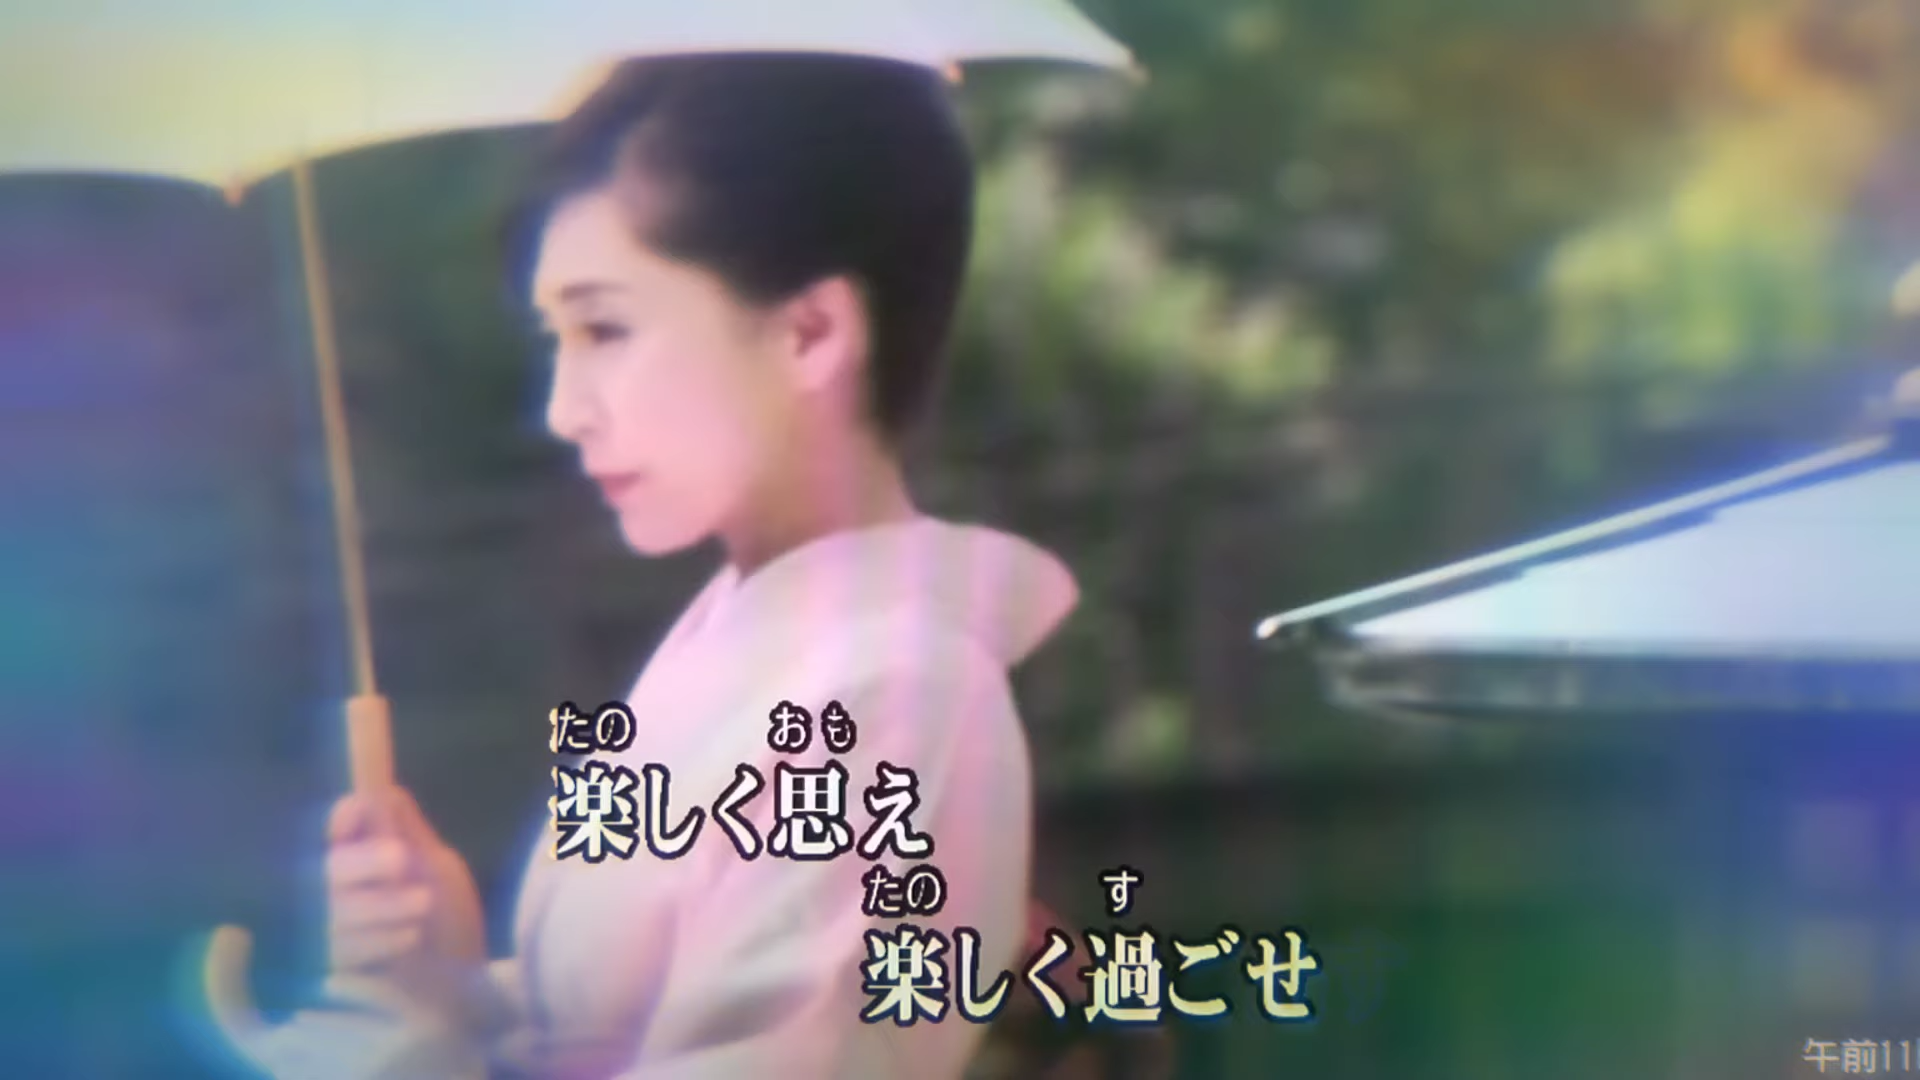 たの おも
楽しく思え
たの す
楽しく過ごせ
午前11